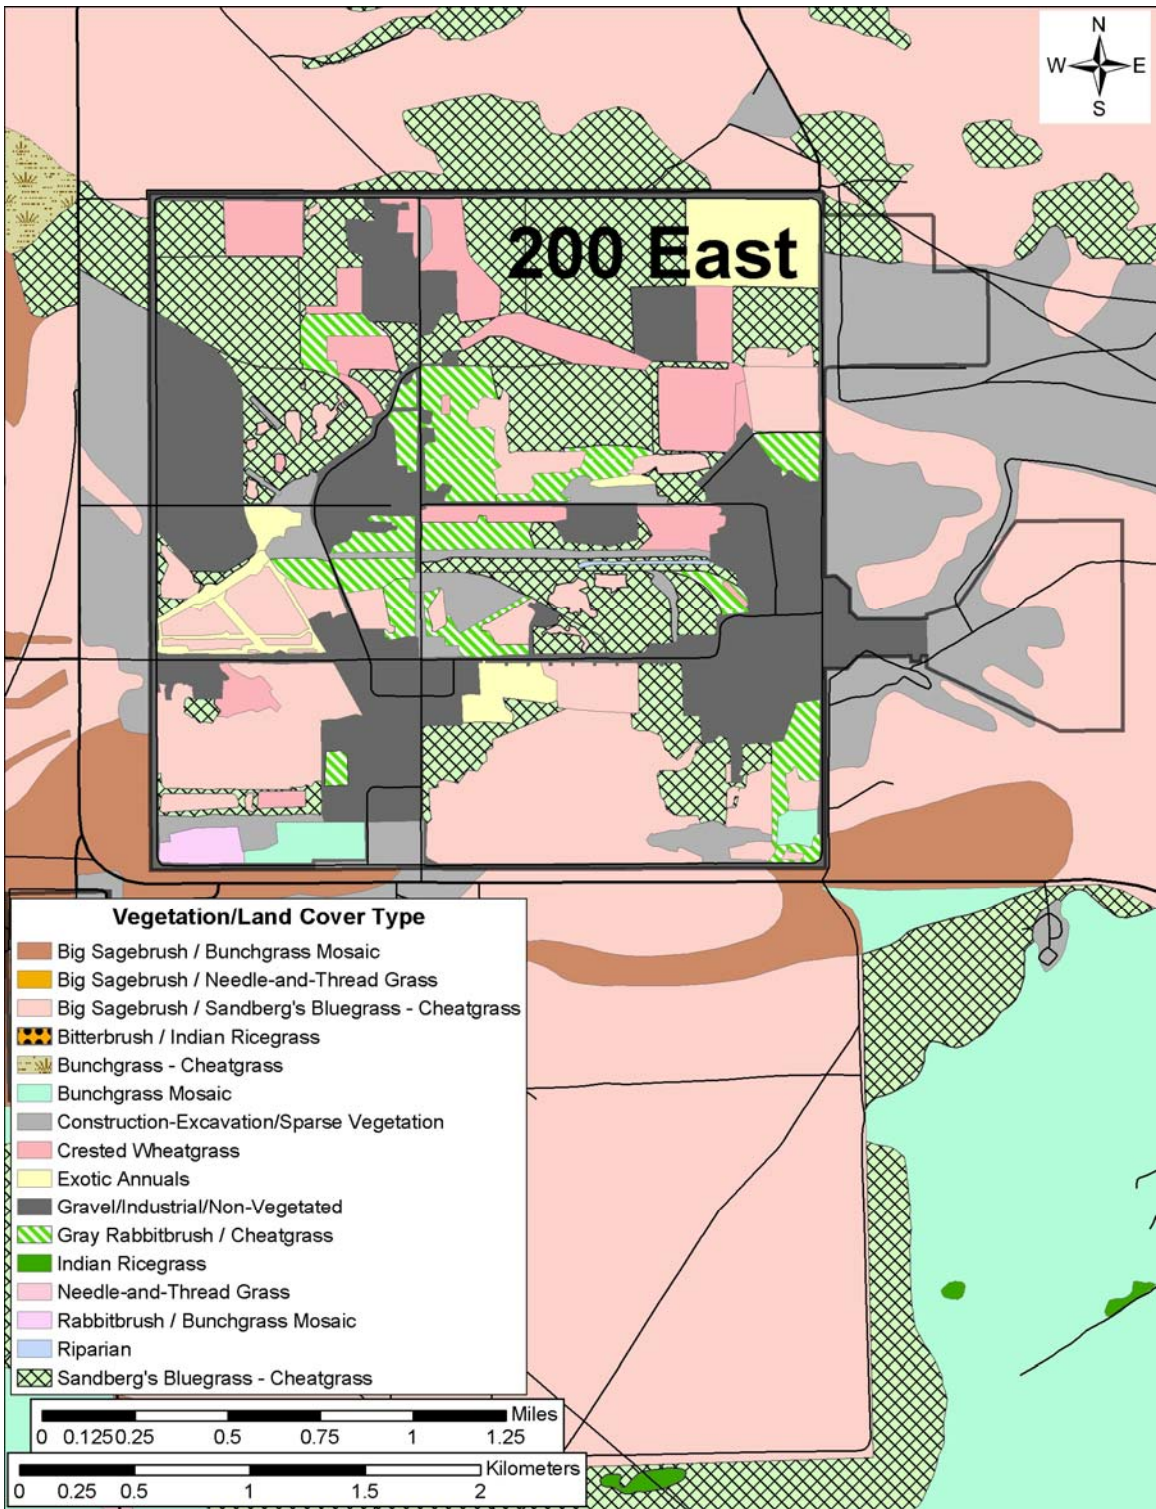 N
W E
S
200 East
Vegetation/Land Cover Type
Big Sagebrush / Bunchgrass Mosaic
Big Sagebrush / Needle-and-Thread Grass
Big Sagebrush / Sandberg's Bluegrass - Cheatgrass
Bitterbrush / Indian Ricegrass
Bunchgrass - Cheatgrass
Bunchgrass Mosaic
Construction-Excavation/Sparse Vegetation
Crested Wheatgrass
Exotic Annuals
Gravel/Industrial/Non-Vegetated
Gray Rabbitbrush / Cheatgrass
Indian Ricegrass
Needle-and-Thread Grass
Rabbitbrush / Bunchgrass Mosaic
Riparian
Sandberg's Bluegrass - Cheatgrass
Miles
0 0.125 0.25 0.5 0.75 1 1.25
Kilometers
0 0.25 0.5 1 1.5 2